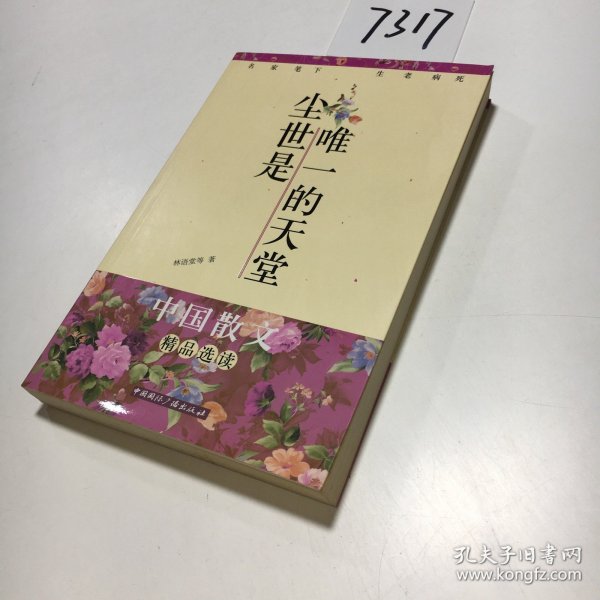 7317
名家笔下 生老病死
尘世是
唯一的天堂
林语堂等 著
中国散文
精品选读
中国国际广播出版社
孔夫子旧书网
www.kongfz.com